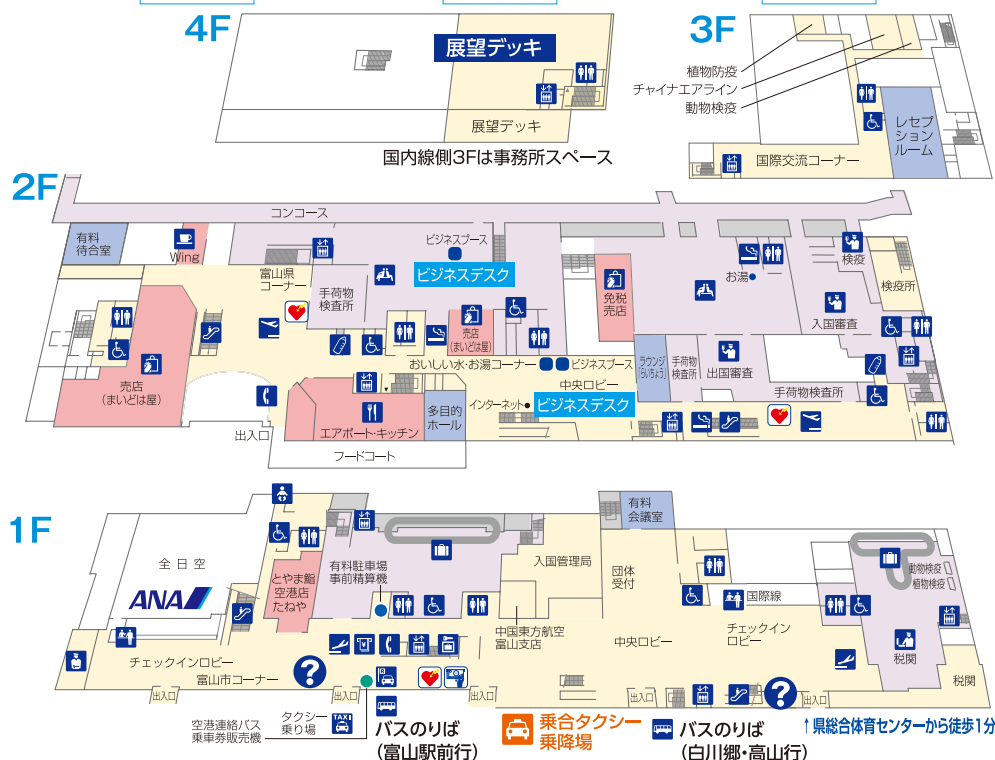 4F
展望デッキ
展望デッキ
国内線側3Fは事務所スペース
3F
植物防疫
チャイナエアライン
動物検疫
レセプ
ション
ルーム
国際交流コーナー
2F
コンコース
有料
待合室
Wing
富山県
コーナー
手荷物
検査所
ビジネスブース
ビジネスデスク
売店
(まいどは屋)
免税
売店
お湯
検疫
検疫所
入国審査
売店
(まいどは屋)
おいしい水・お湯コーナー
ビジネスブース
中央ロビー
ラウンジ
「らいちょう」
手荷物
検査所
出国審査
手荷物検査所
インターネット
ビジネスデスク
出入口
エアポート・キッチン
多目的
ホール
フードコート
1F
全日空
ANA
とやま鮨
空港店
たねや
有料駐車場
事前精算機
入国管理局
有料
会議室
団体
受付
国際線
動物検疫
植物検疫
中国東方航空
富山支店
中央ロビー
チェックイン
ロビー
税関
税関
チェックインロビー
富山市コーナー
?
P
?
出入口
出入口
出入口
出入口
出入口
空港連絡バス
乗車券販売機
タクシー
乗り場
TAXI
バスのりば
(富山駅前行)
TAXI
乗合タクシー
乗降場
バスのりば
(白川郷・高山行)
↑県総合体育センターから徒歩1分